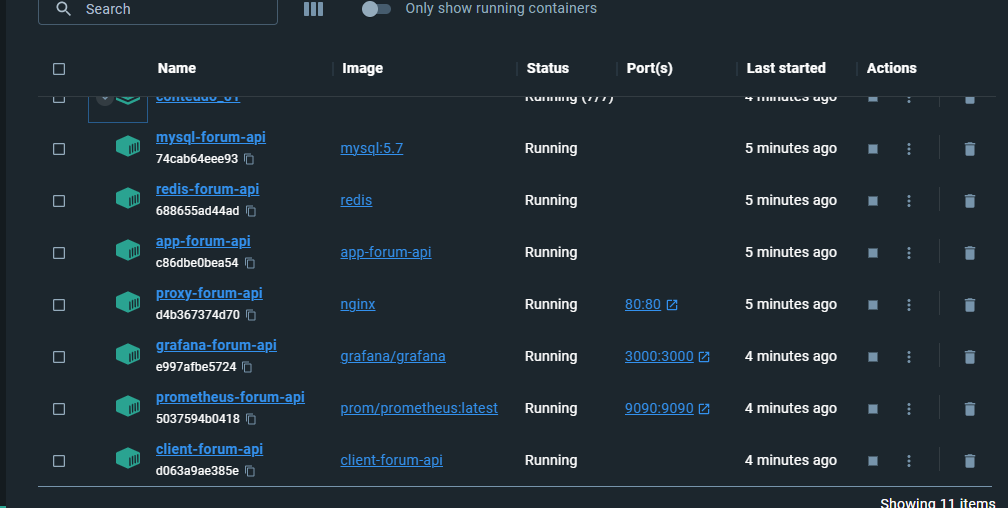 Search
Only show running containers
Name Image Status Port(s) Last started Actions
conteudo_01 Running (7/7) 4 minutes ago
mysql-forum-api
74cab64eee93 mysql:5.7 Running 5 minutes ago
redis-forum-api
688655ad44ad redis Running 5 minutes ago
app-forum-api
c86dbe0bea54 app-forum-api Running 5 minutes ago
proxy-forum-api
d4b367374d70 nginx Running 80:80 5 minutes ago
grafana-forum-api
e997afbe5724 grafana/grafana Running 3000:3000 4 minutes ago
prometheus-forum-api
5037594b0418 prom/prometheus:latest Running 9090:9090 4 minutes ago
client-forum-api
d063a9ae385e client-forum-api Running 4 minutes ago
Showing 11 items